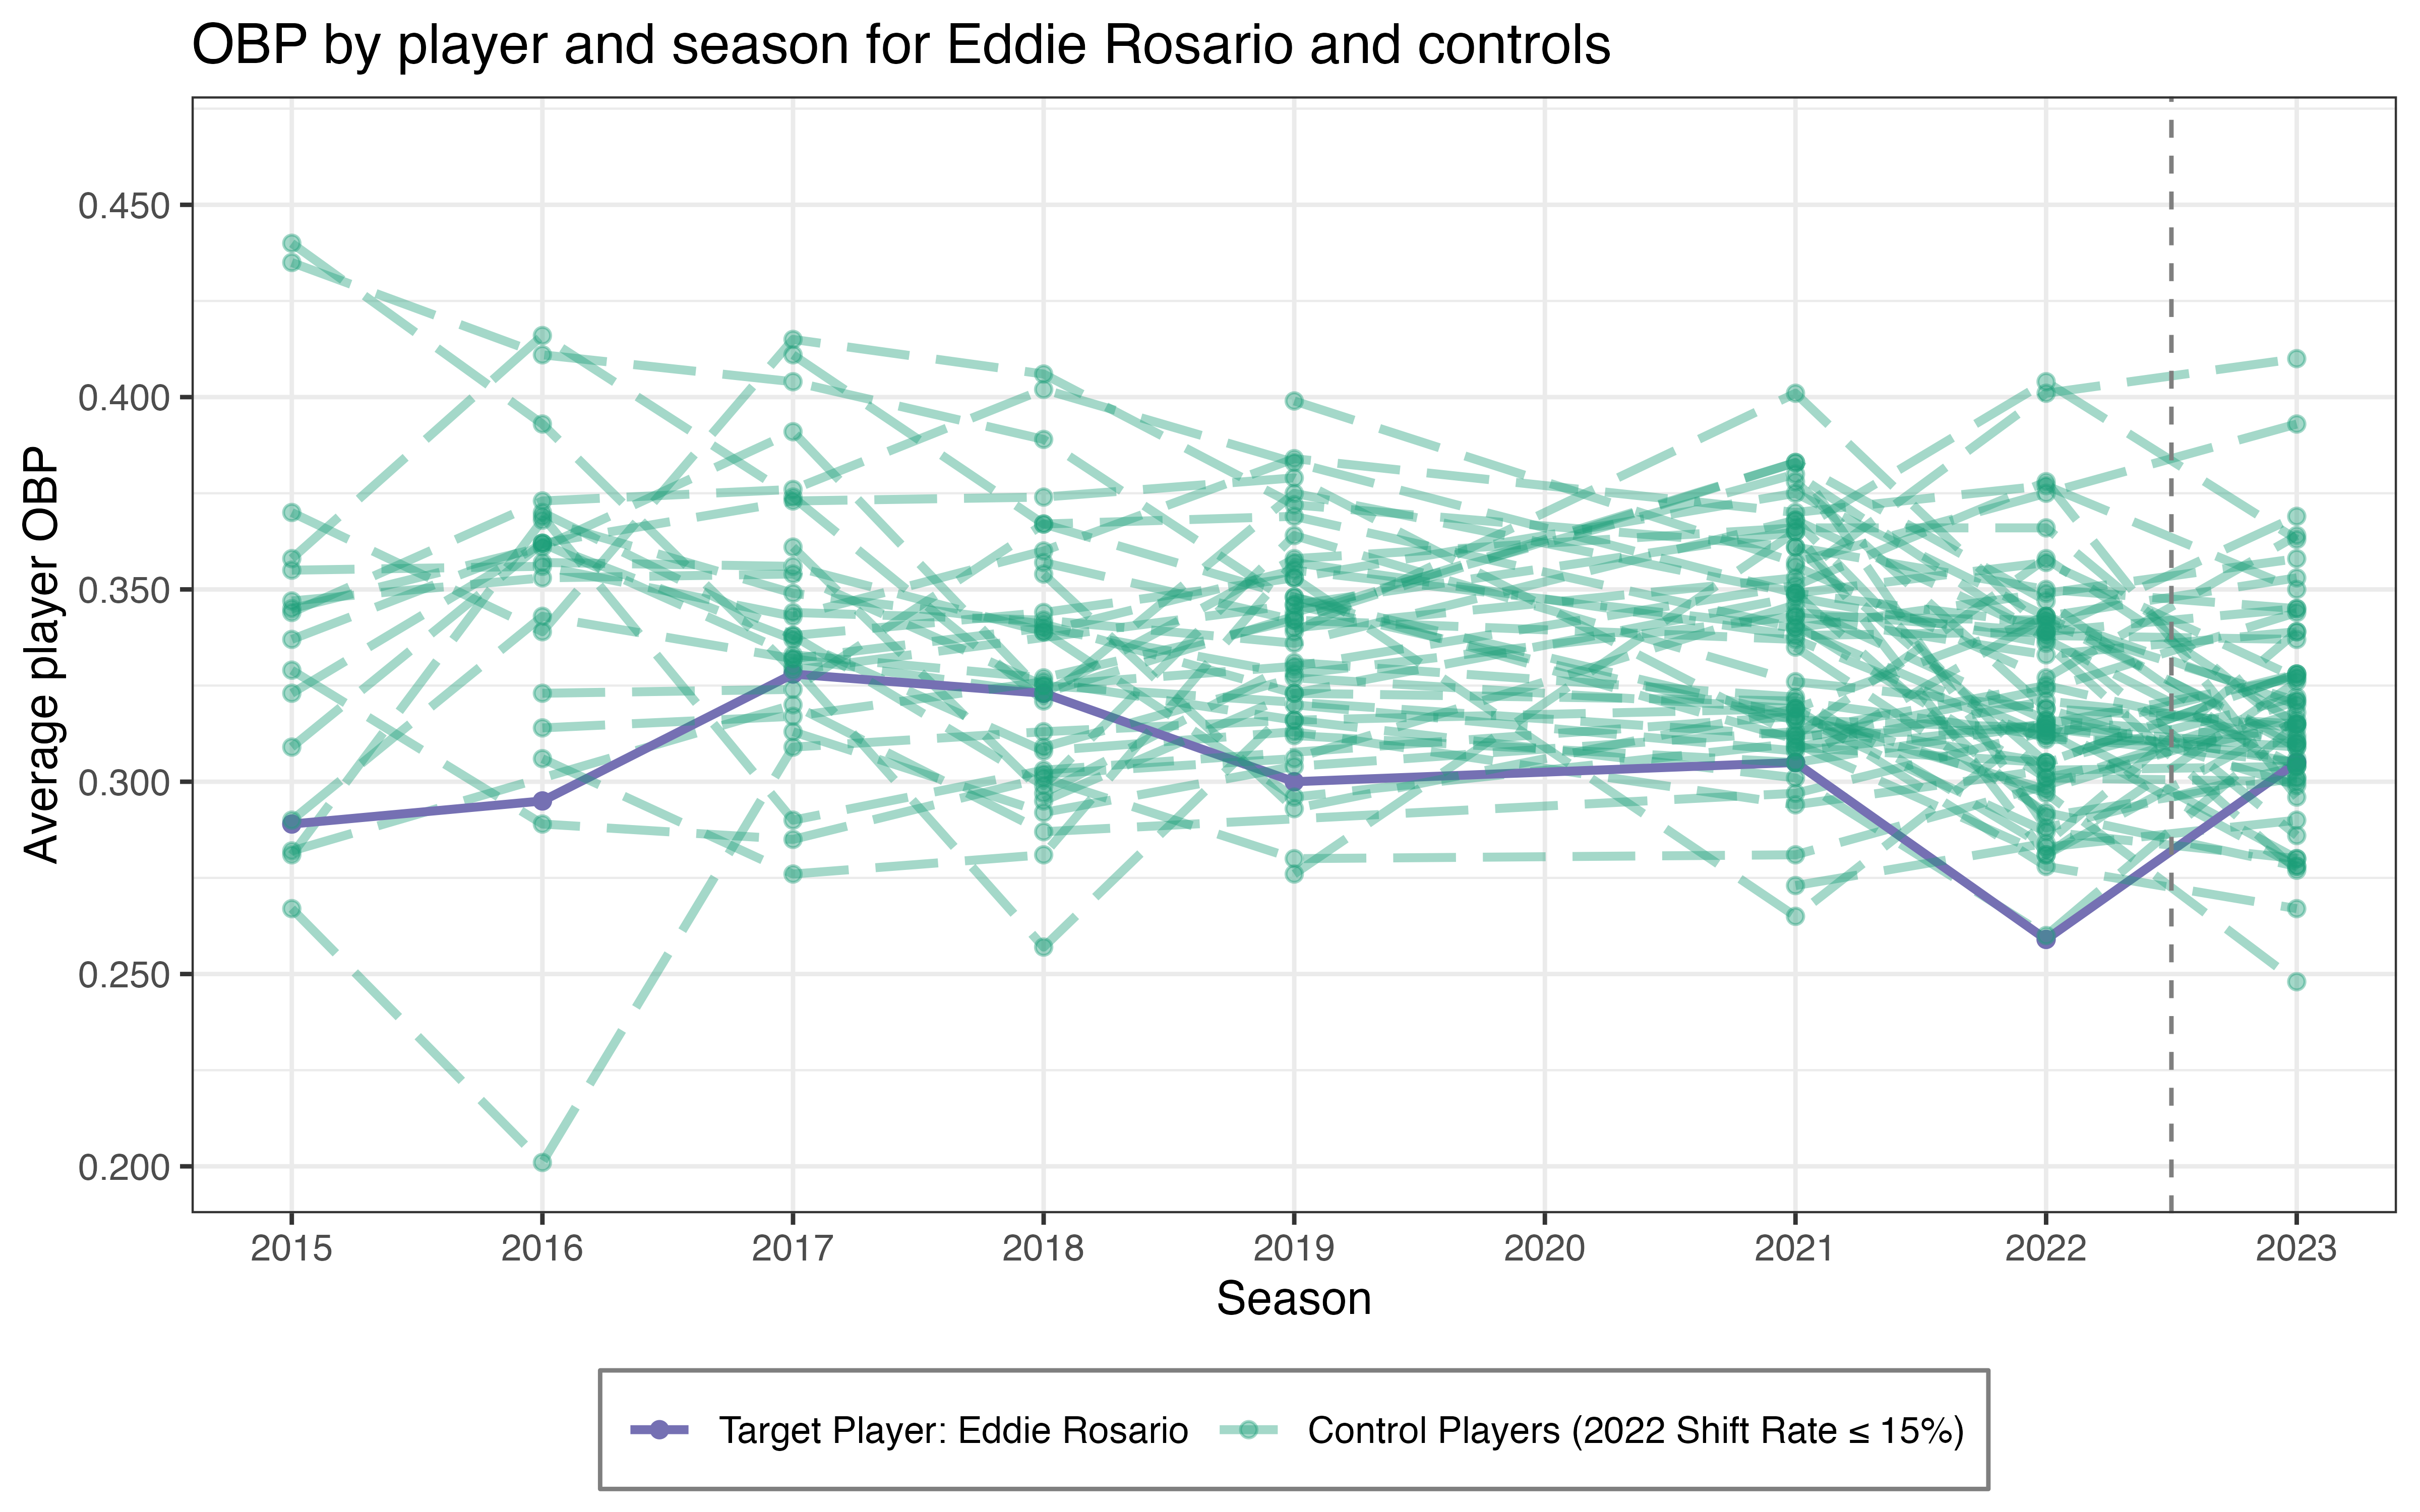 OBP by player and season for Eddie Rosario and controls
Average player OBP
0.450
0.400
0.350
0.300
0.250
0.200
2015 2016 2017 2018 2019 2020 2021 2022 2023
Season
Target Player: Eddie Rosario Control Players (2022 Shift Rate ≤ 15%)